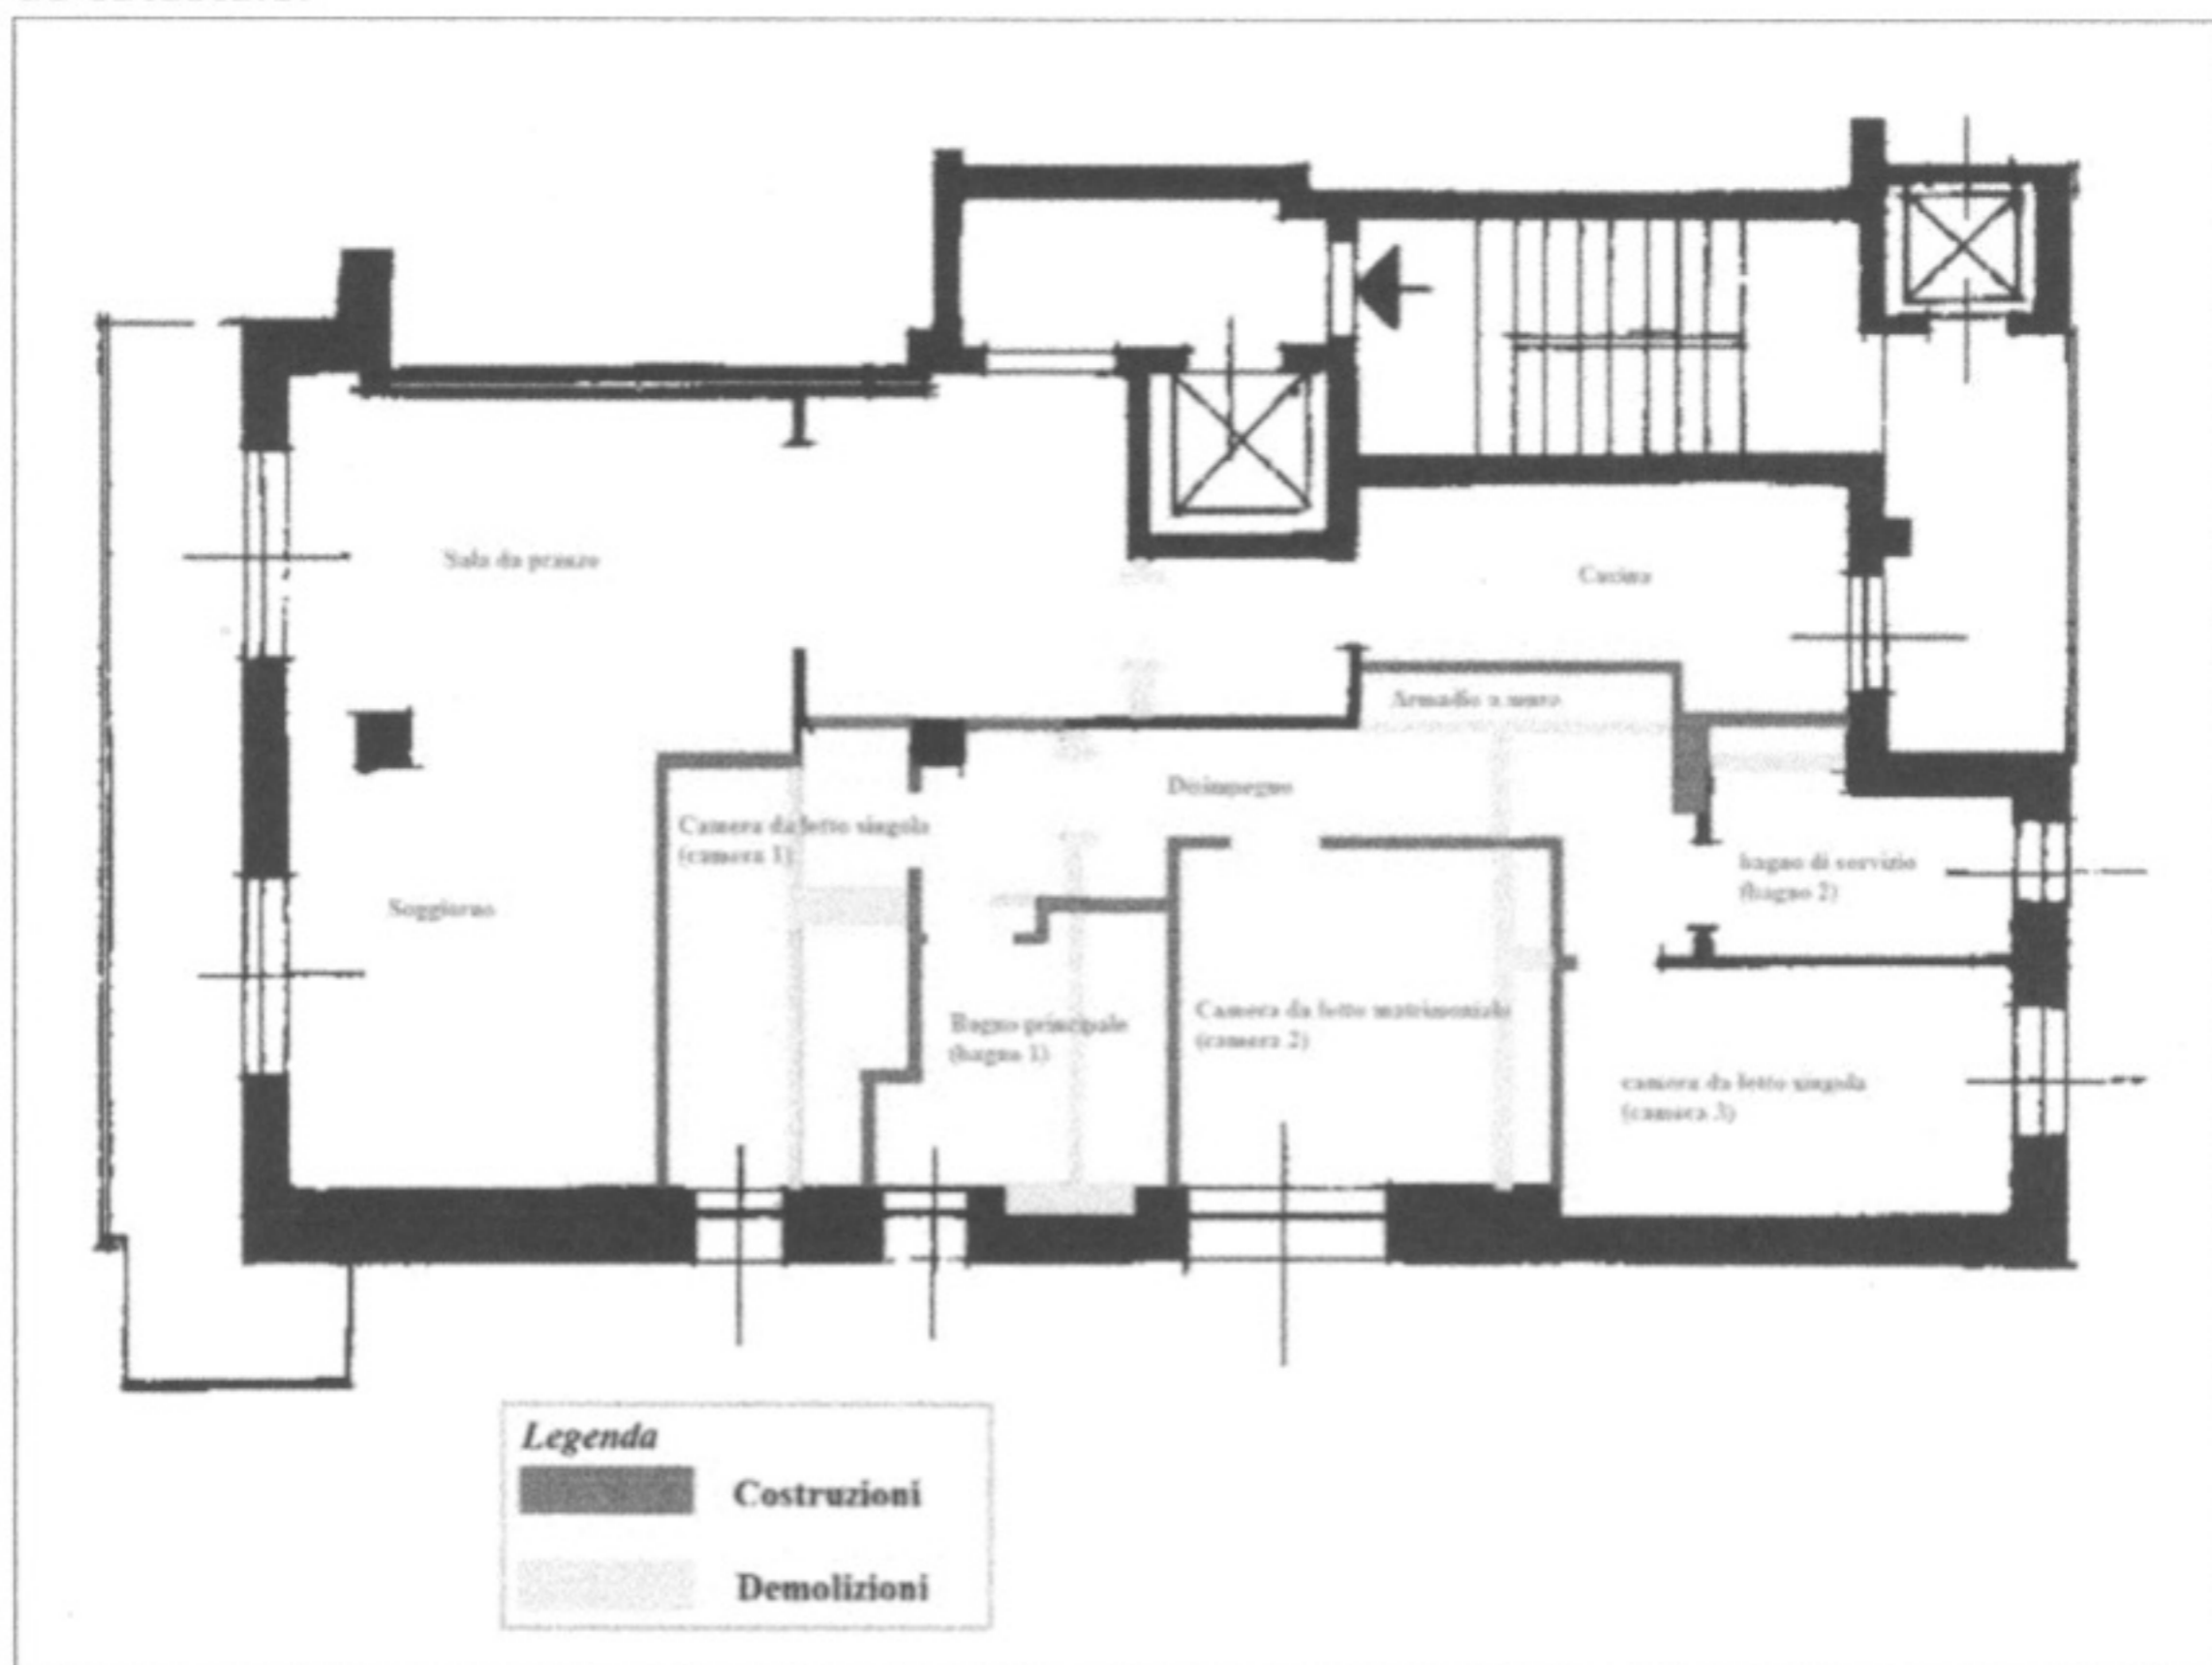 Sala da pranzo
Cucina
Armadio a muro
Disimpegno
Camera da letto singola
(camera 1)
bagno di servizio
(bagno 2)
Soggiorno
Bagno principale
(bagno 1)
Camera da letto matrimoniale
(camera 2)
camera da letto singola
(camera 3)
Legenda
Costruzioni
Demolizioni